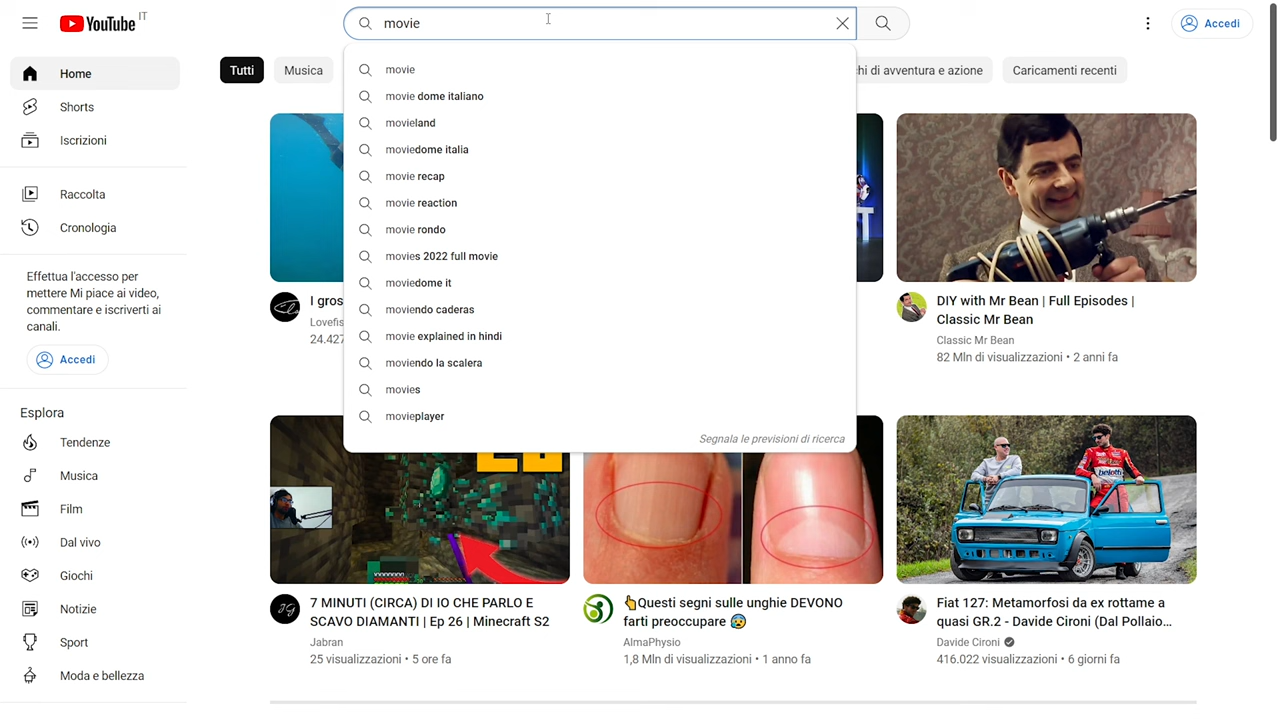 YouTube IT
movie
Accedi
Home
Shorts
Iscrizioni
Raccolta
Cronologia
Effettua l'accesso per
mettere Mi piace ai video,
commentare e iscriverti ai
canali.
Accedi
Esplora
Tendenze
Musica
Film
Dal vivo
Giochi
Notizie
Sport
Moda e bellezza
Tutti
Musica
hi di avventura e azione
Caricamenti recenti
movie
movie dome italiano
movieland
moviedome italia
movie recap
movie reaction
movie rondo
movies 2022 full movie
moviedome it
moviendo caderas
movie explained in hindi
moviendo la scalera
movies
movieplayer
Segnala le previsioni di ricerca
I gros
Lovefis
24.427
DIY with Mr Bean | Full Episodes |
Classic Mr Bean
Classic Mr Bean
82 Mln di visualizzazioni • 2 anni fa
7 MINUTI (CIRCA) DI IO CHE PARLO E
SCAVO DIAMANTI | Ep 26 | Minecraft S2
Jabran
25 visualizzazioni • 5 ore fa
👆Questi segni sulle unghie DEVONO
farti preoccupare 😰
AlmaPhysio
1,8 Mln di visualizzazioni • 1 anno fa
Fiat 127: Metamorfosi da ex rottame a
quasi GR.2 - Davide Cironi (Dal Pollaio...
Davide Cironi
416.022 visualizzazioni • 6 giorni fa